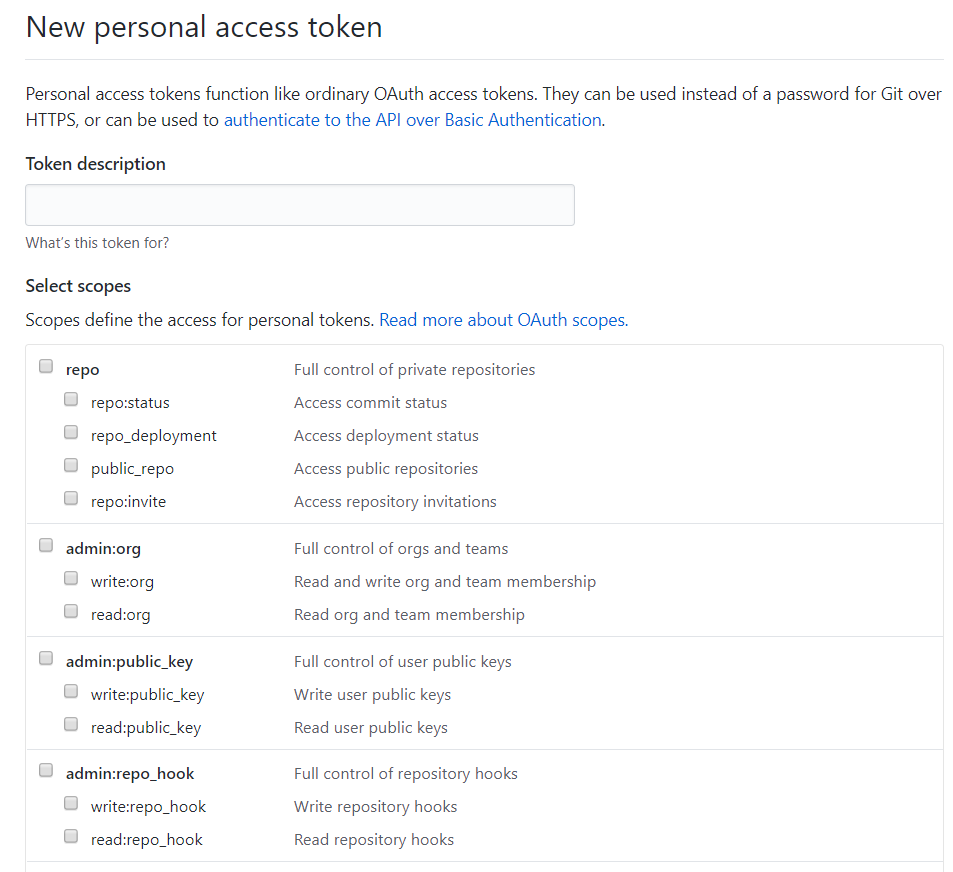 New personal access token
Personal access tokens function like ordinary OAuth access tokens. They can be used instead of a password for Git over
HTTPS, or can be used to authenticate to the API over Basic Authentication.
Token description
What's this token for?
Select scopes
Scopes define the access for personal tokens. Read more about OAuth scopes.
repo Full control of private repositories
repo:status Access commit status
repo_deployment Access deployment status
public_repo Access public repositories
repo:invite Access repository invitations
admin:org Full control of orgs and teams
write:org Read and write org and team membership
read:org Read org and team membership
admin:public_key Full control of user public keys
write:public_key Write user public keys
read:public_key Read user public keys
admin:repo_hook Full control of repository hooks
write:repo_hook Write repository hooks
read:repo_hook Read repository hooks